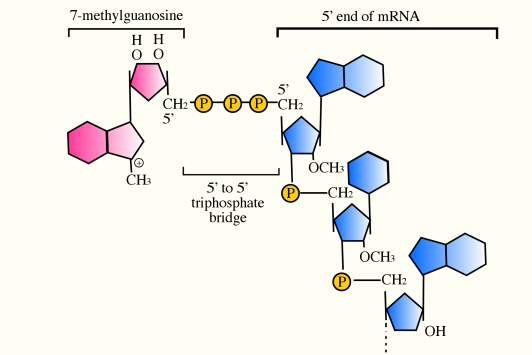 7-methylguanosine
5' end of mRNA
H H
O O
CH₂ P P P CH₂
5'
5'
⊕
CH₃
OCH₃
5' to 5'
triphosphate
bridge
P CH₂
OCH₃
P CH₂
OH